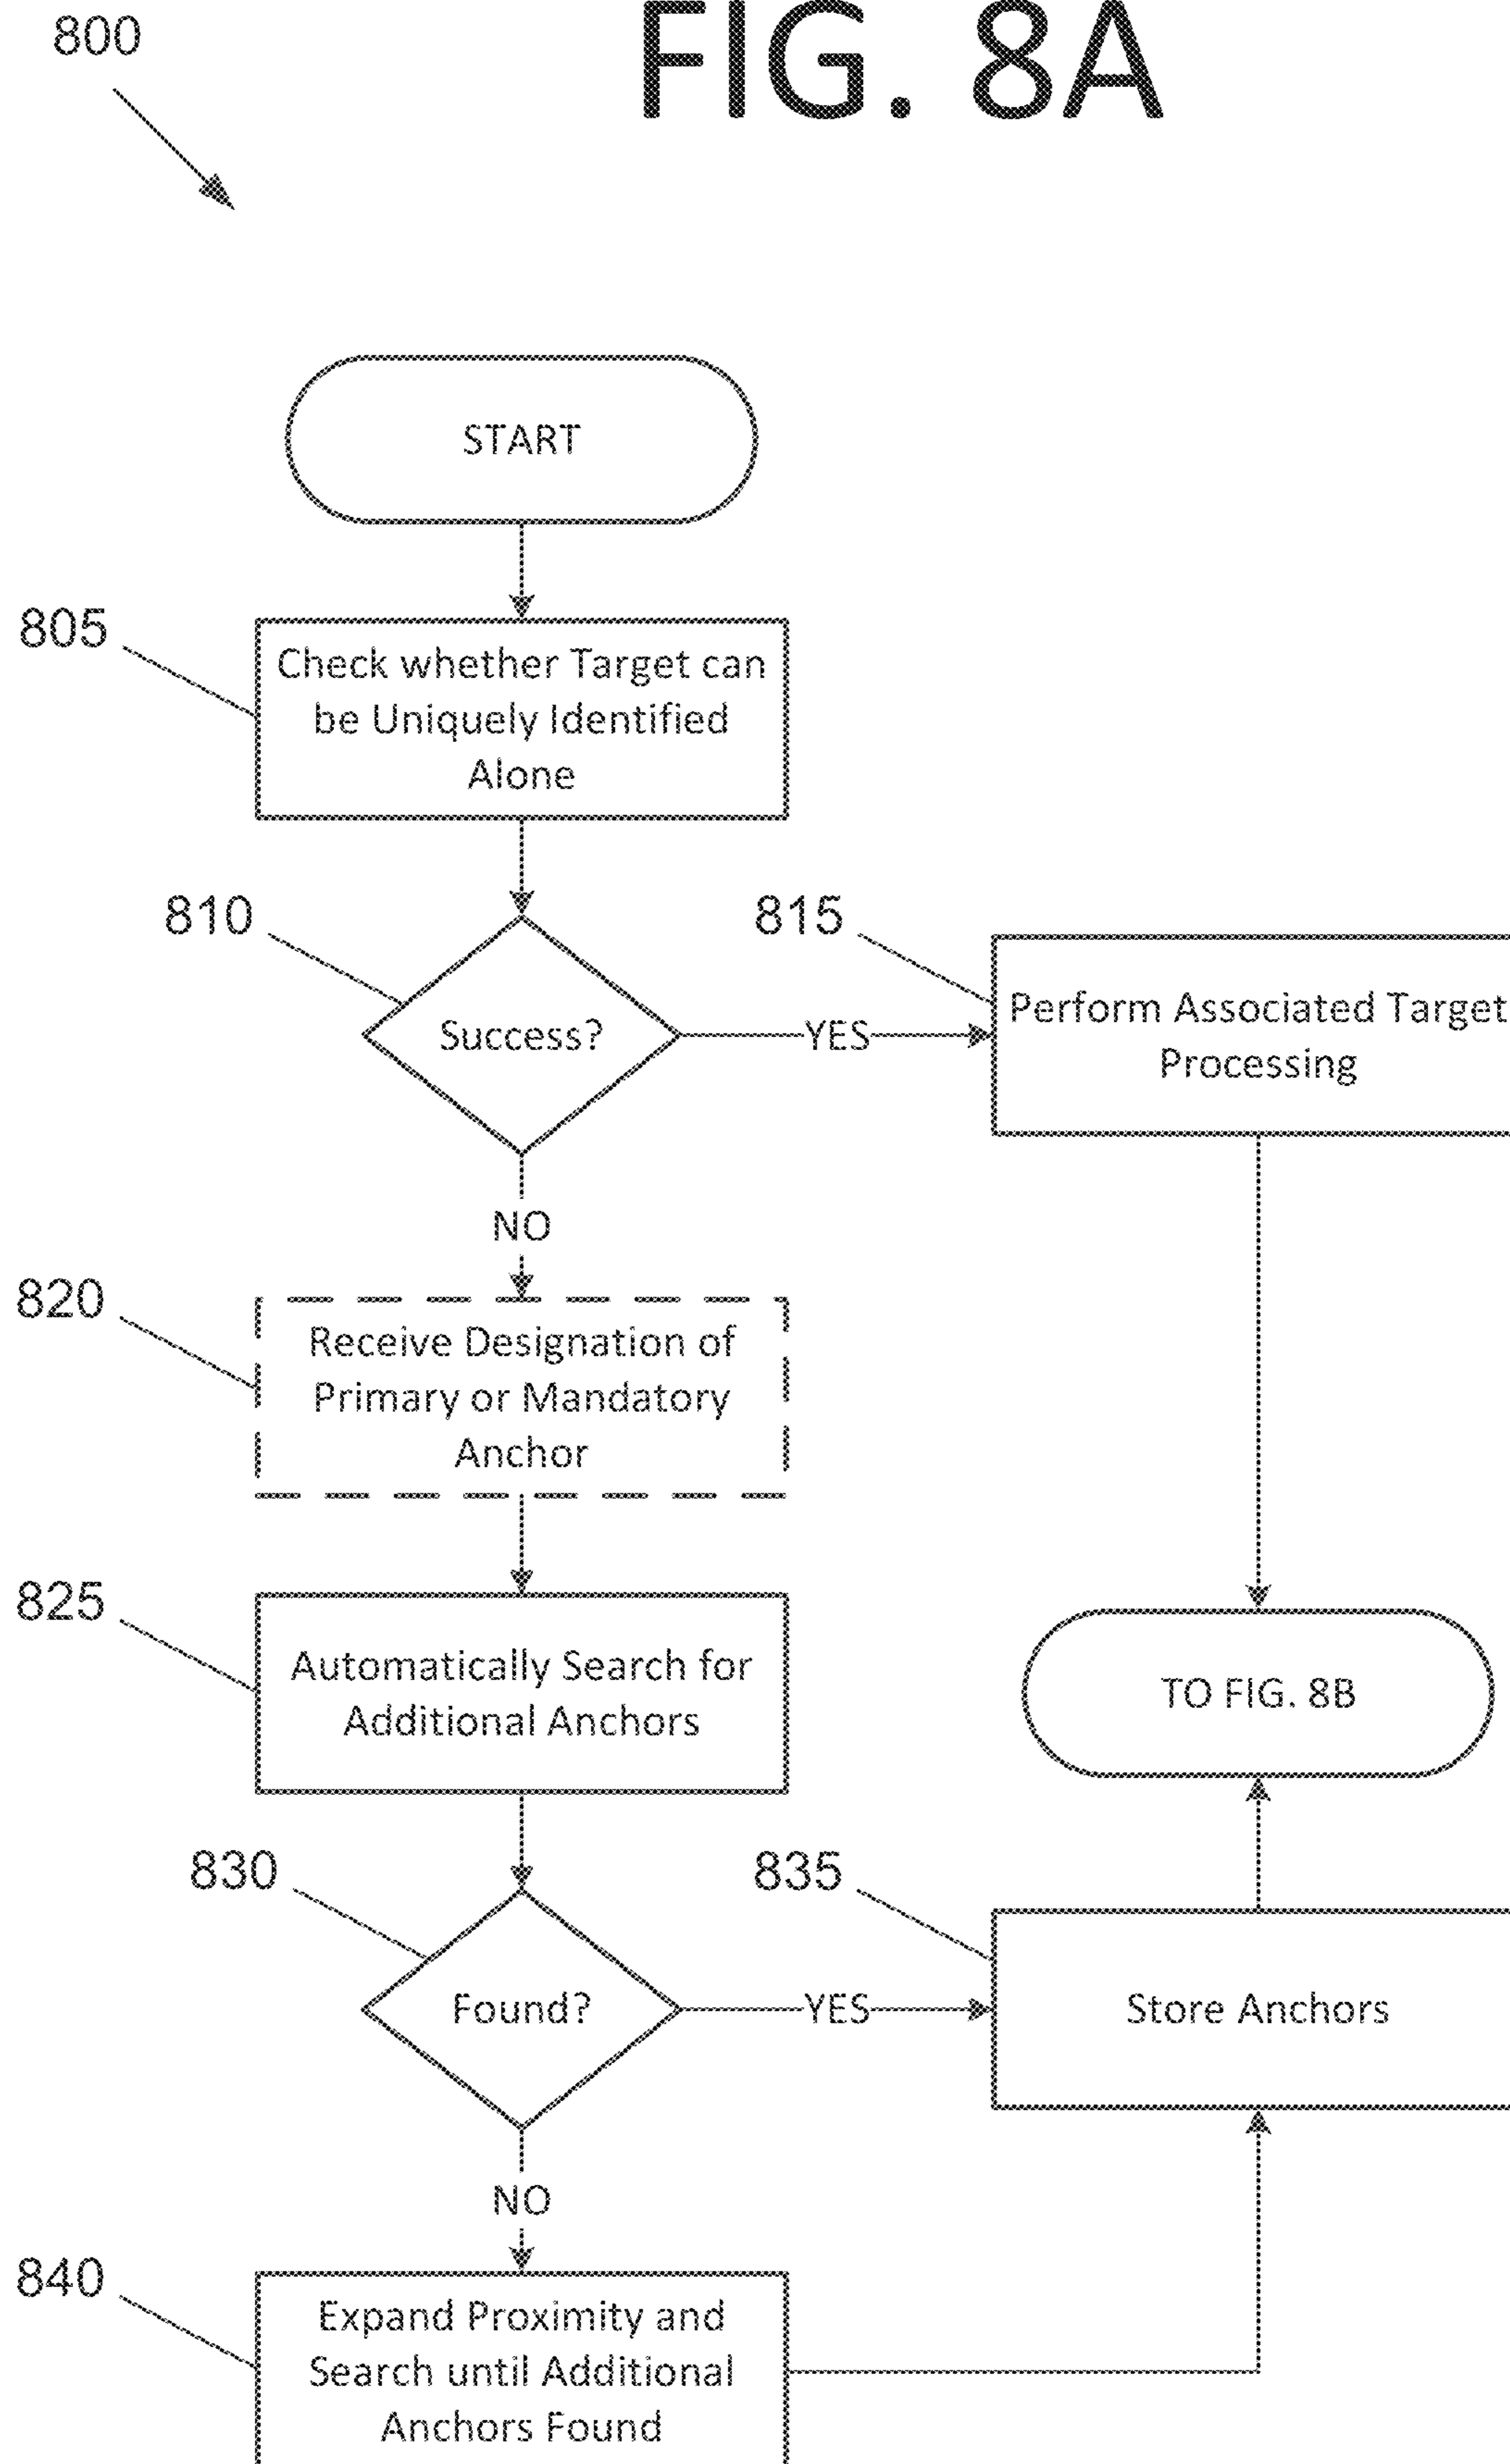 800
FIG. 8A
START
805
Check whether Target can
be Uniquely Identified
Alone
810
Success?
YES
815
Perform Associated Target
Processing
NO
820
Receive Designation of
Primary or Mandatory
Anchor
825
Automatically Search for
Additional Anchors
TO FIG. 8B
830
Found?
YES
835
Store Anchors
NO
840
Expand Proximity and
Search until Additional
Anchors Found